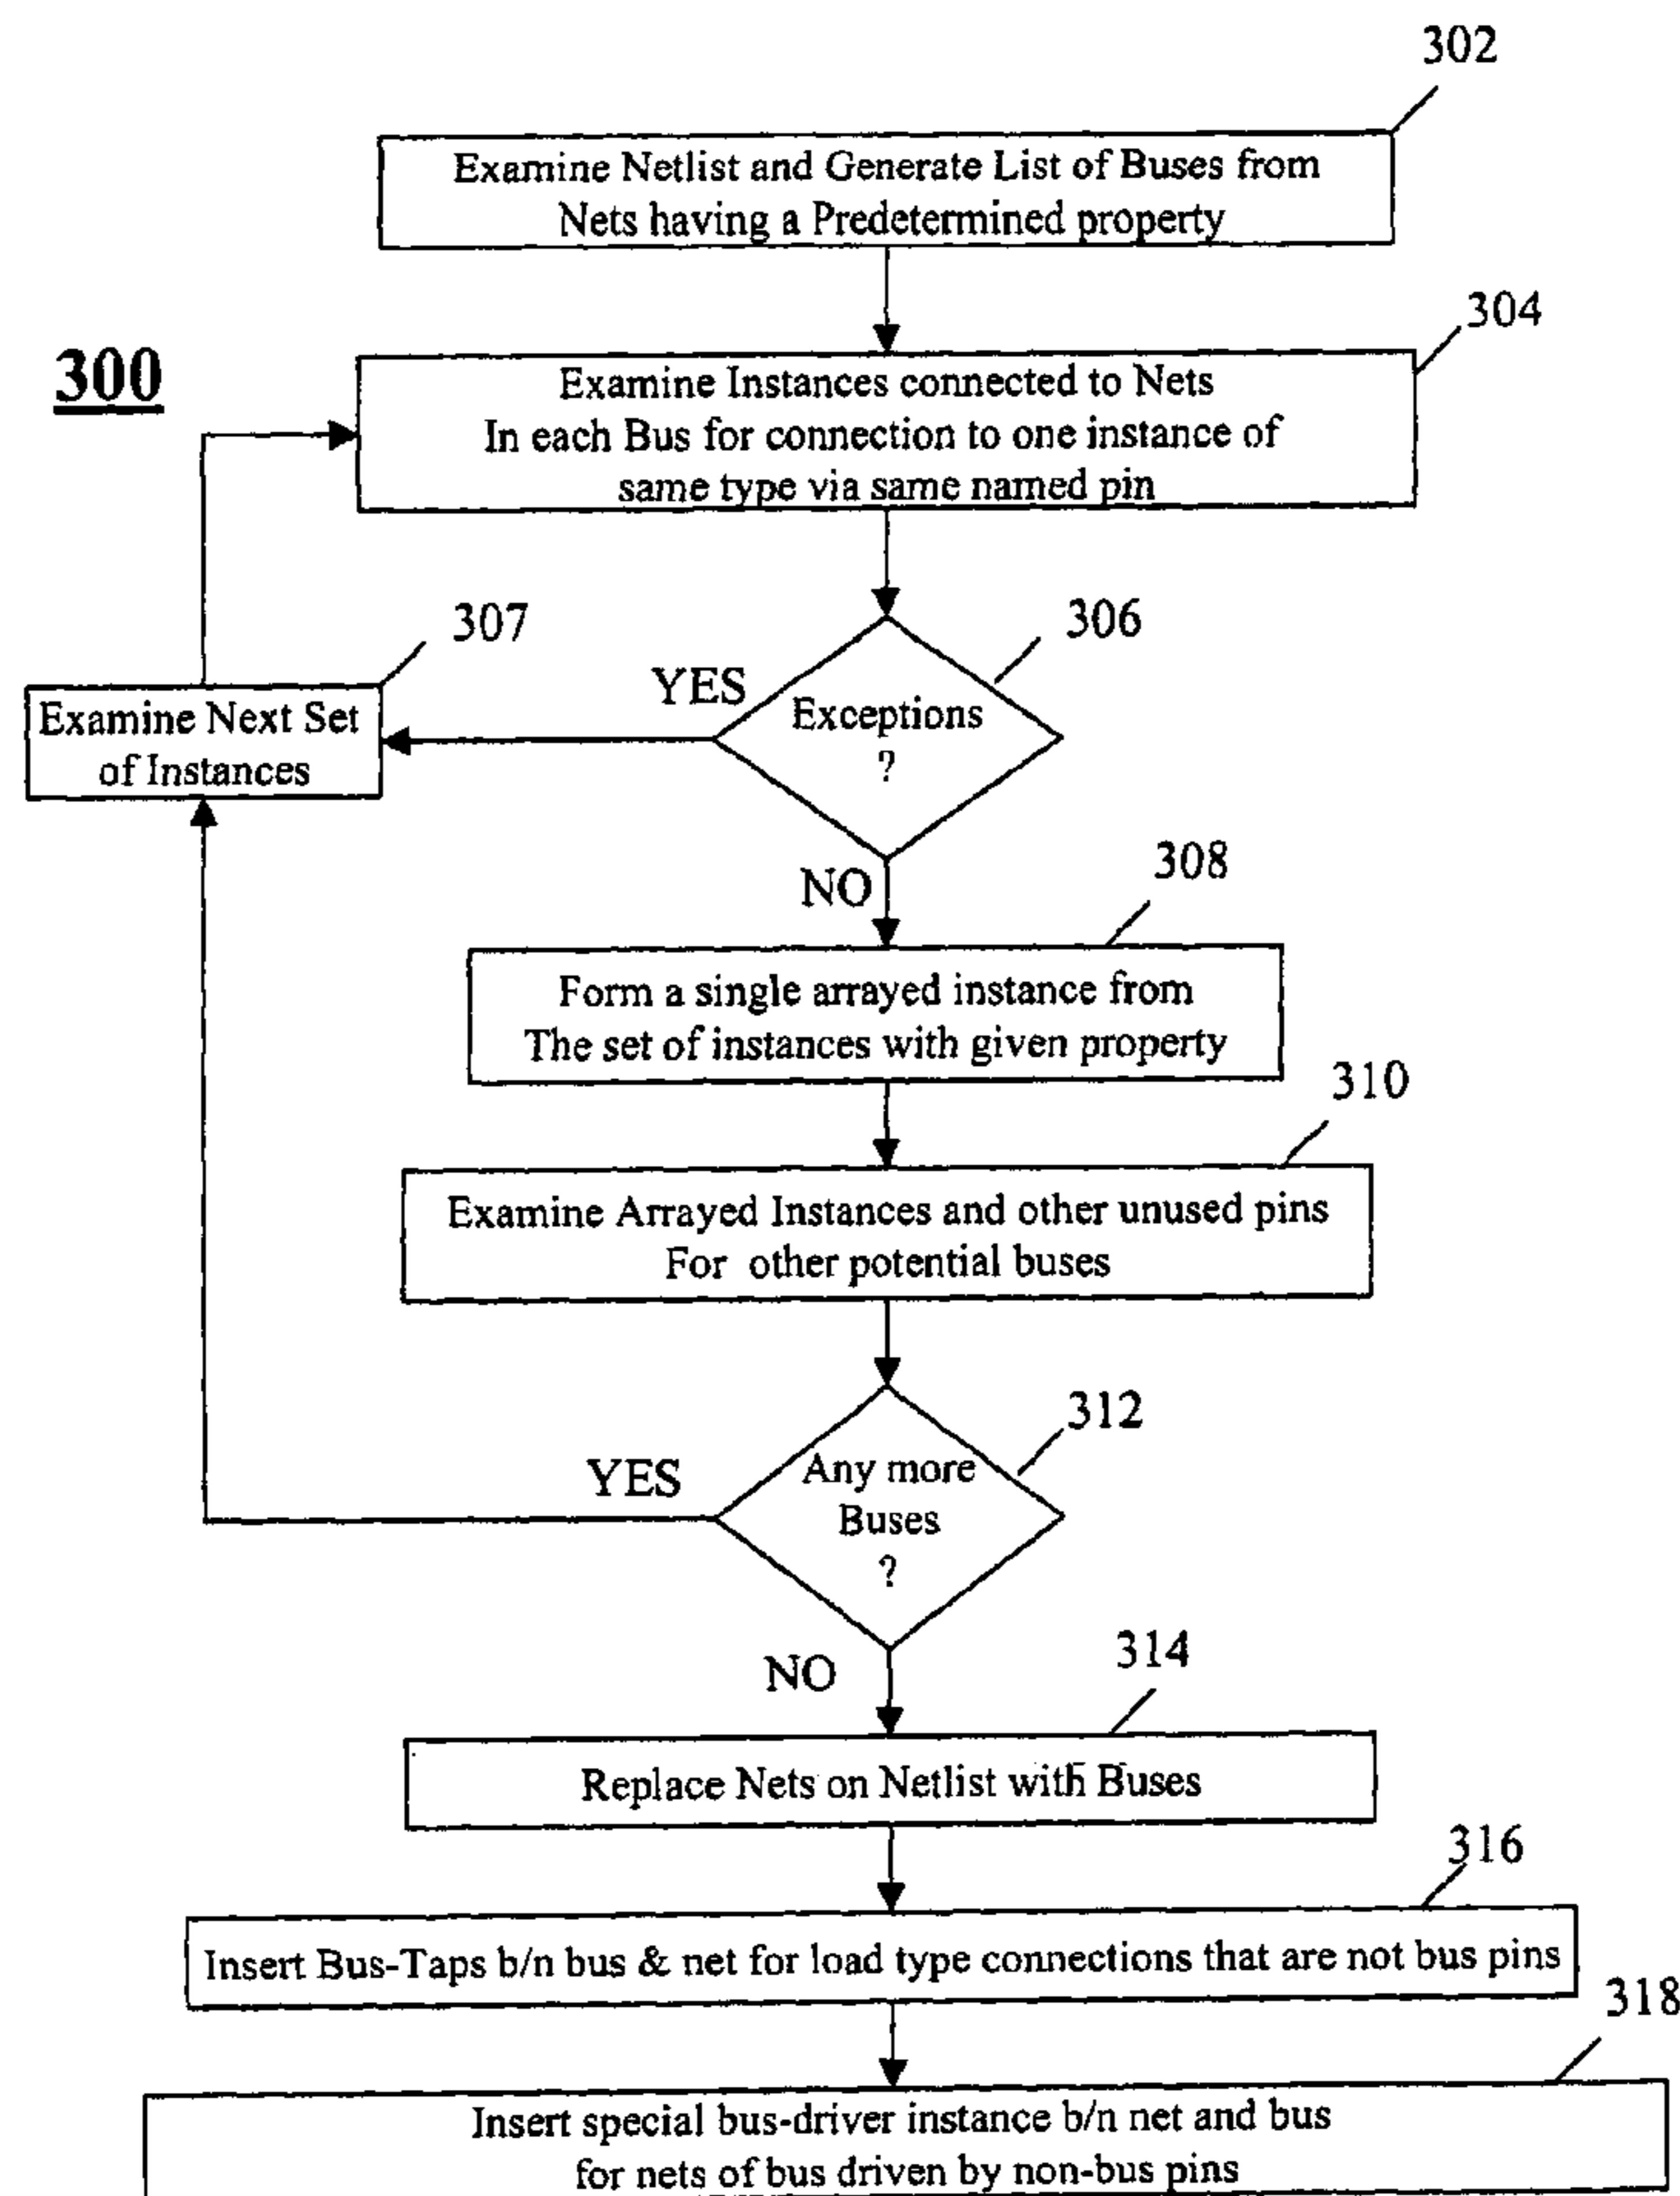 302
Examine Netlist and Generate List of Buses from
Nets having a Predetermined property
304
300
Examine Instances connected to Nets
In each Bus for connection to one instance of
same type via same named pin
307
306
YES
Exceptions
?
Examine Next Set
of Instances
NO
308
Form a single arrayed instance from
The set of instances with given property
310
Examine Arrayed Instances and other unused pins
For other potential buses
312
YES
Any more
Buses
?
NO
314
Replace Nets on Netlist with Buses
316
Insert Bus-Taps b/n bus & net for load type connections that are not bus pins
318
Insert special bus-driver instance b/n net and bus
for nets of bus driven by non-bus pins